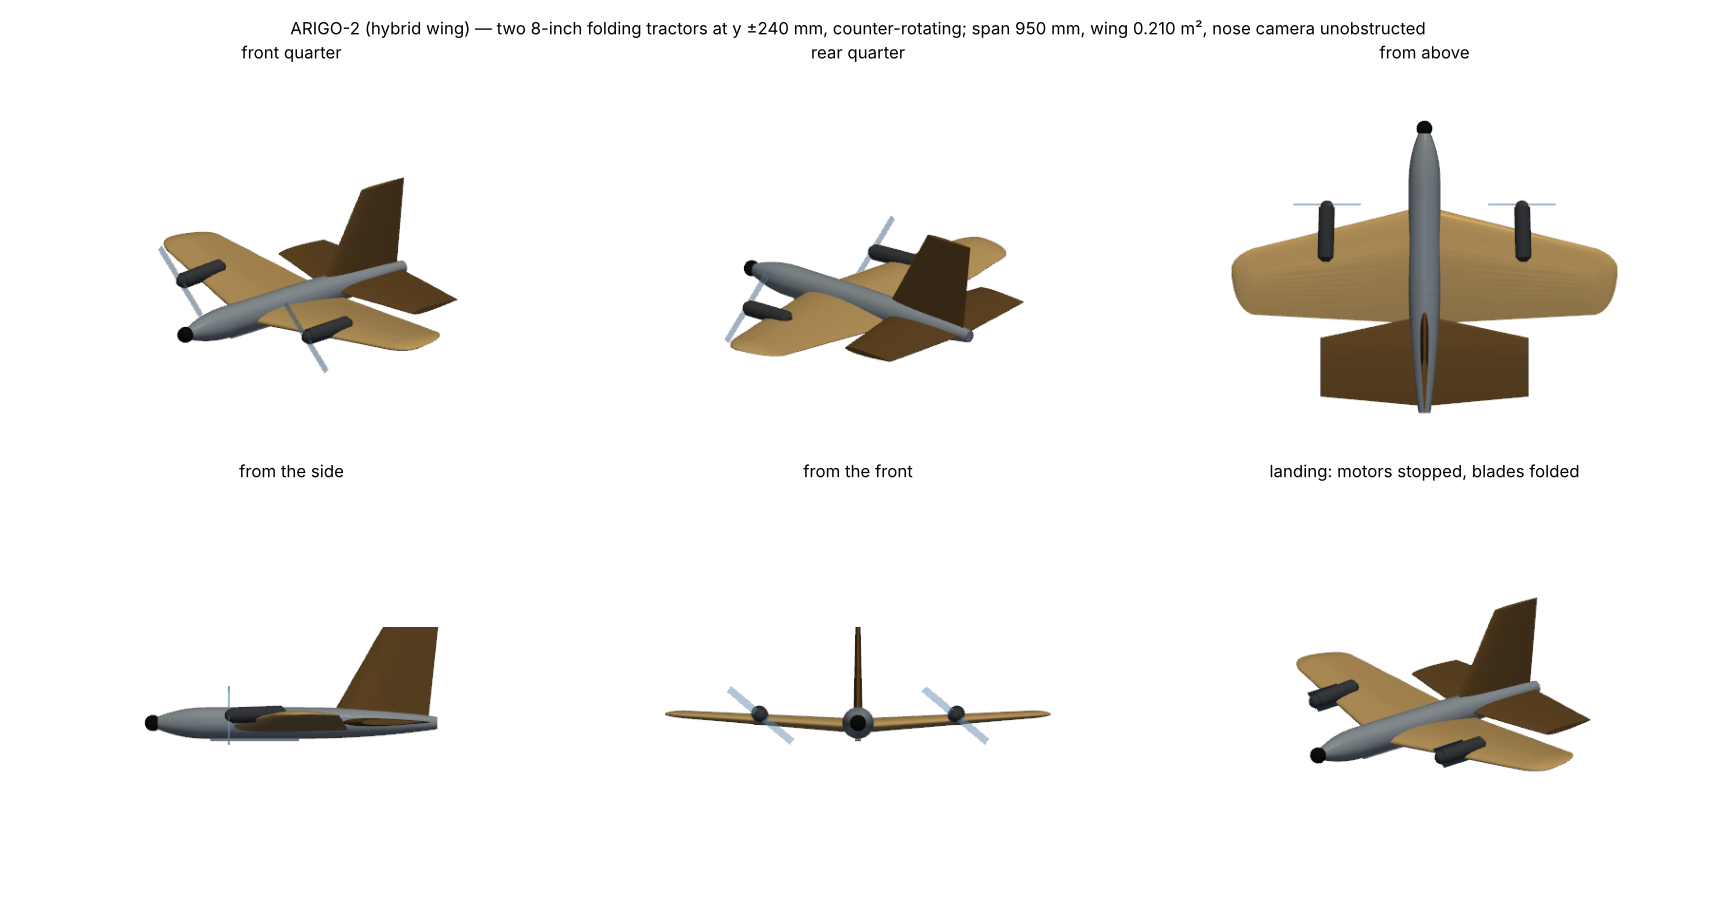 ARIGO-2 (hybrid wing) — two 8-inch folding tractors at y ±240 mm, counter-rotating; span 950 mm, wing 0.210 m², nose camera unobstructed
front quarter
rear quarter
from above
from the side
from the front
landing: motors stopped, blades folded